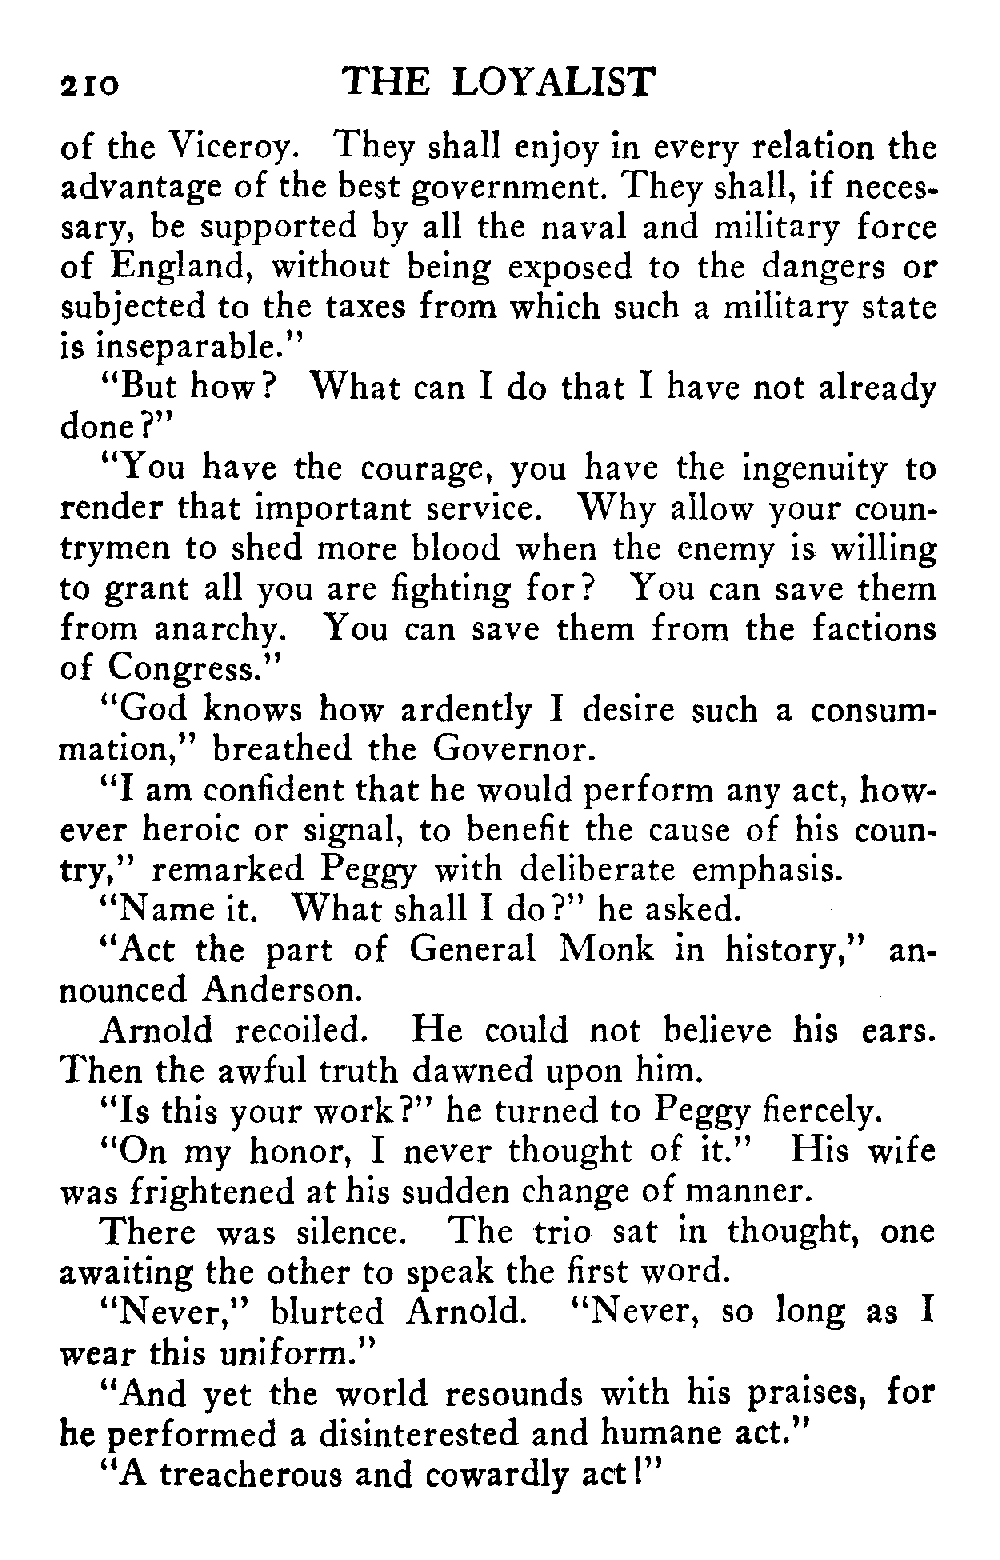 210 THE LOYALIST
of the Viceroy. They shall enjoy in every relation the
advantage of the best government. They shall, if neces-
sary, be supported by all the naval and military force
of England, without being exposed to the dangers or
subjected to the taxes from which such a military state
is inseparable."
"But how? What can I do that I have not already
done?"
"You have the courage, you have the ingenuity to
render that important service. Why allow your coun-
trymen to shed more blood when the enemy is willing
to grant all you are fighting for? You can save them
from anarchy. You can save them from the factions
of Congress."
"God knows how ardently I desire such a consum-
mation," breathed the Governor.
"I am confident that he would perform any act, how-
ever heroic or signal, to benefit the cause of his coun-
try," remarked Peggy with deliberate emphasis.
"Name it. What shall I do?" he asked.
"Act the part of General Monk in history," an-
nounced Anderson.
Arnold recoiled. He could not believe his ears.
Then the awful truth dawned upon him.
"Is this your work?" he turned to Peggy fiercely.
"On my honor, I never thought of it." His wife
was frightened at his sudden change of manner.
There was silence. The trio sat in thought, one
awaiting the other to speak the first word.
"Never," blurted Arnold. "Never, so long as I
wear this uniform."
"And yet the world resounds with his praises, for
he performed a disinterested and humane act."
"A treacherous and cowardly act!"